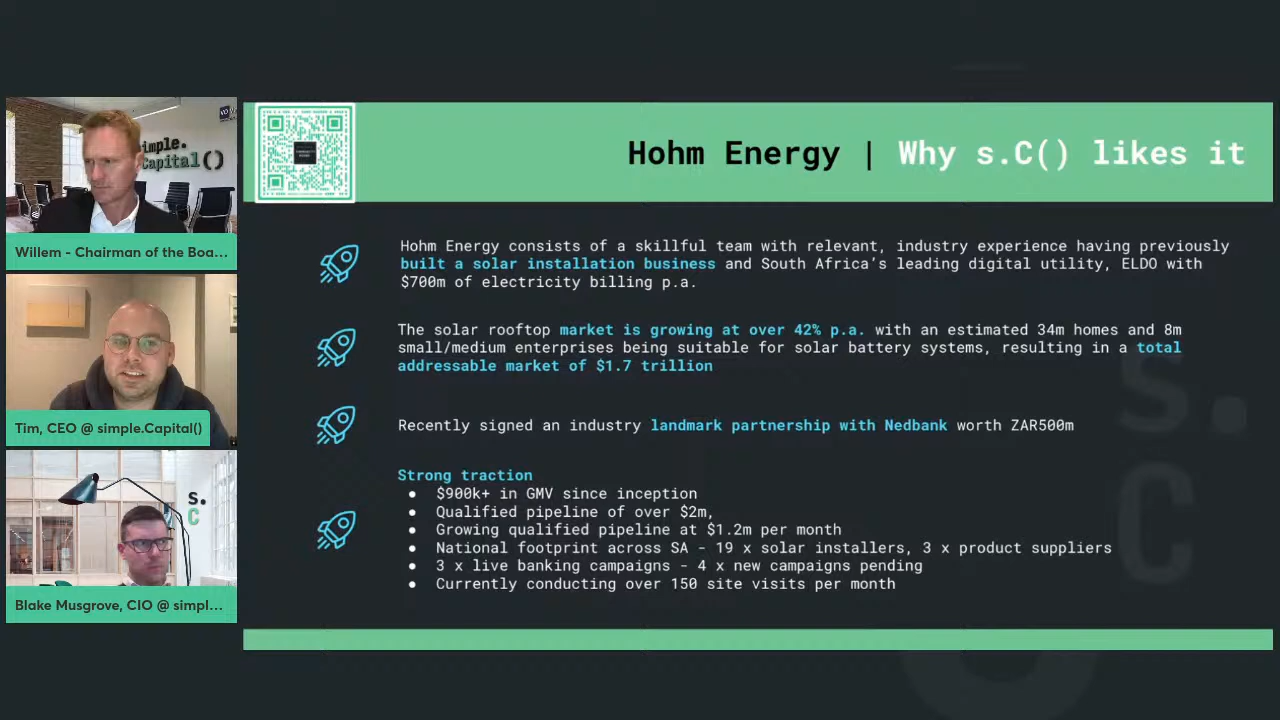 simple.
Capital()
Willem - Chairman of the Boa...
Tim, CEO @ simple.Capital()
s.
C
Blake Musgrove, CIO @ simpl...
Hohm Energy | Why s.C() likes it
Hohm Energy consists of a skillful team with relevant, industry experience having previously
built a solar installation business and South Africa's leading digital utility, ELDO with
$700m of electricity billing p.a.
The solar rooftop market is growing at over 42% p.a. with an estimated 34m homes and 8m
small/medium enterprises being suitable for solar battery systems, resulting in a total
addressable market of $1.7 trillion
Recently signed an industry landmark partnership with Nedbank worth ZAR500m
Strong traction
● $900k+ in GMV since inception
● Qualified pipeline of over $2m,
● Growing qualified pipeline at $1.2m per month
● National footprint across SA - 19 x solar installers, 3 x product suppliers
● 3 x live banking campaigns - 4 x new campaigns pending
● Currently conducting over 150 site visits per month
s.
C